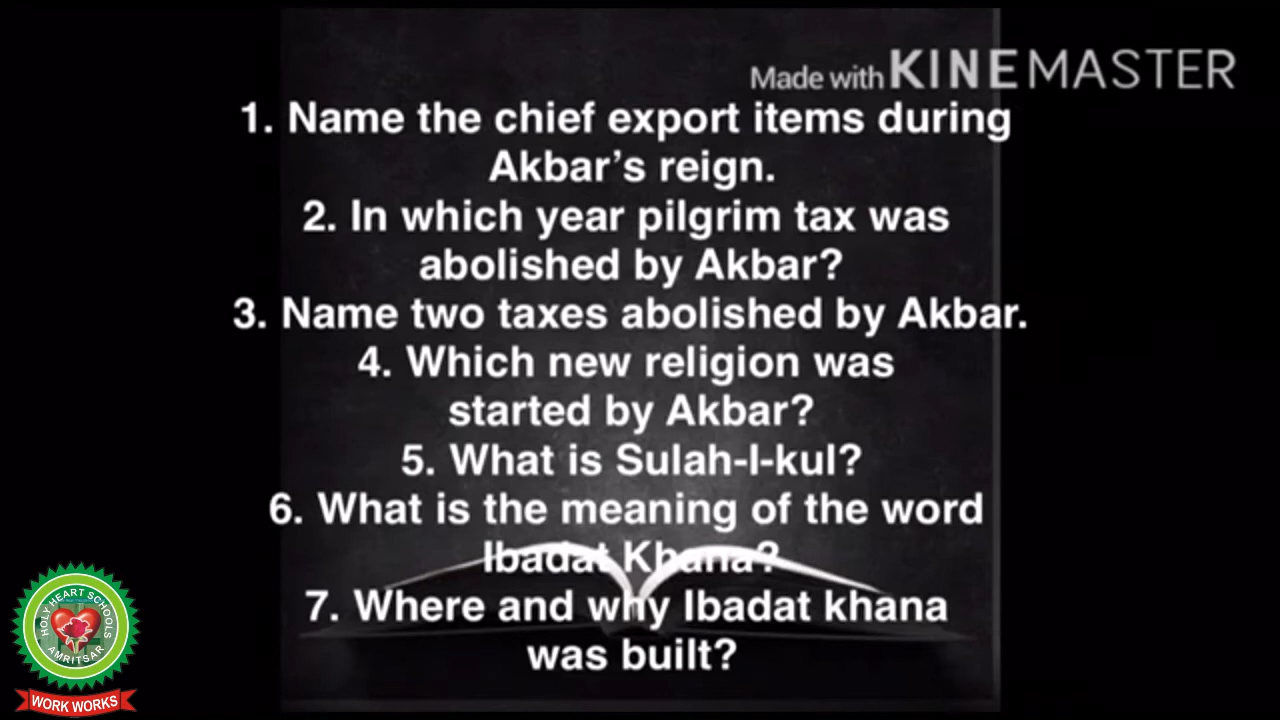 Made with KINEMASTER
1. Name the chief export items during
Akbar's reign.
2. In which year pilgrim tax was
abolished by Akbar?
3. Name two taxes abolished by Akbar.
4. Which new religion was
started by Akbar?
5. What is Sulah-I-kul?
6. What is the meaning of the word
Ibadat Khana?
7. Where and why Ibadat khana
was built?
HOLY HEART SCHOOLS
AMRITSAR
WORK WORKS